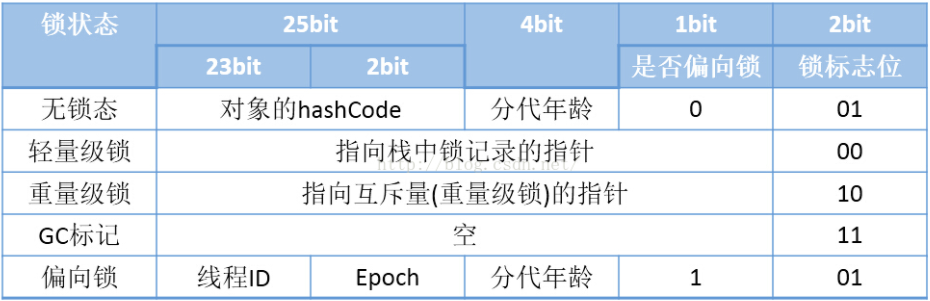 锁状态 25bit 4bit 1bit 2bit
23bit 2bit 是否偏向锁 锁标志位
无锁态 对象的hashCode 分代年龄 0 01
轻量级锁 指向栈中锁记录的指针 00
http://blog.csdn.net/
重量级锁 指向互斥量(重量级锁)的指针 10
GC标记 空 11
偏向锁 线程ID Epoch 分代年龄 1 01